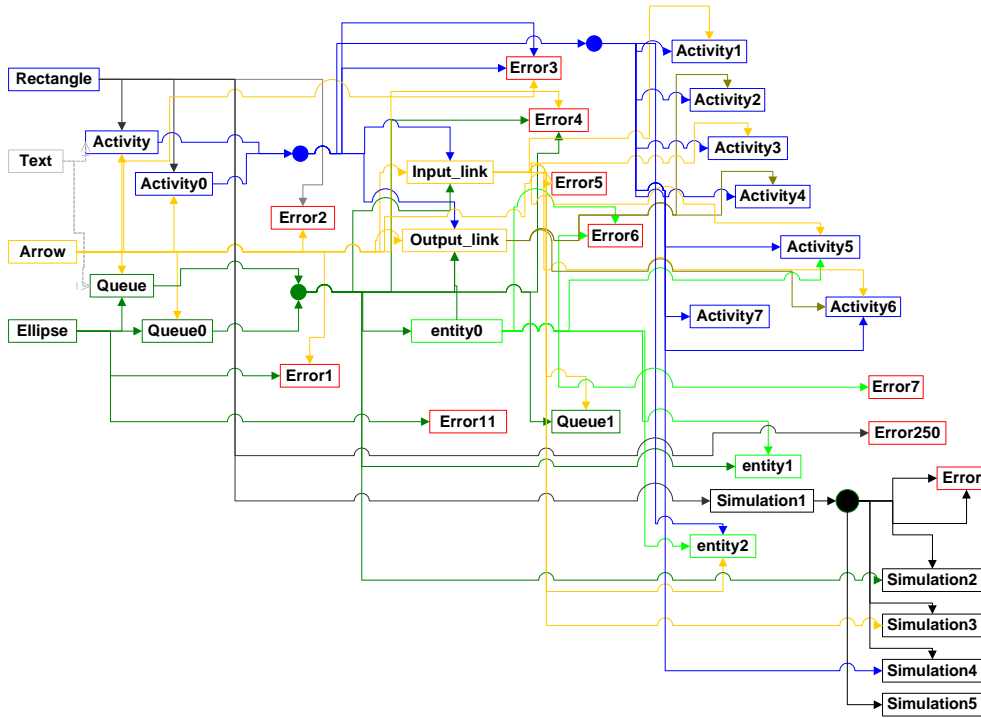 Activity1
Error3
Rectangle
Activity2
Error4
Activity
Activity3
Text
Input_link
Error5
Activity0
Activity4
Error2
Error6
Output_link
Activity5
Arrow
Queue
Activity6
Activity7
Ellipse
Queue0
entity0
Error1
Error7
Error11
Queue1
Error250
entity1
Error
Simulation1
entity2
Simulation2
Simulation3
Simulation4
Simulation5